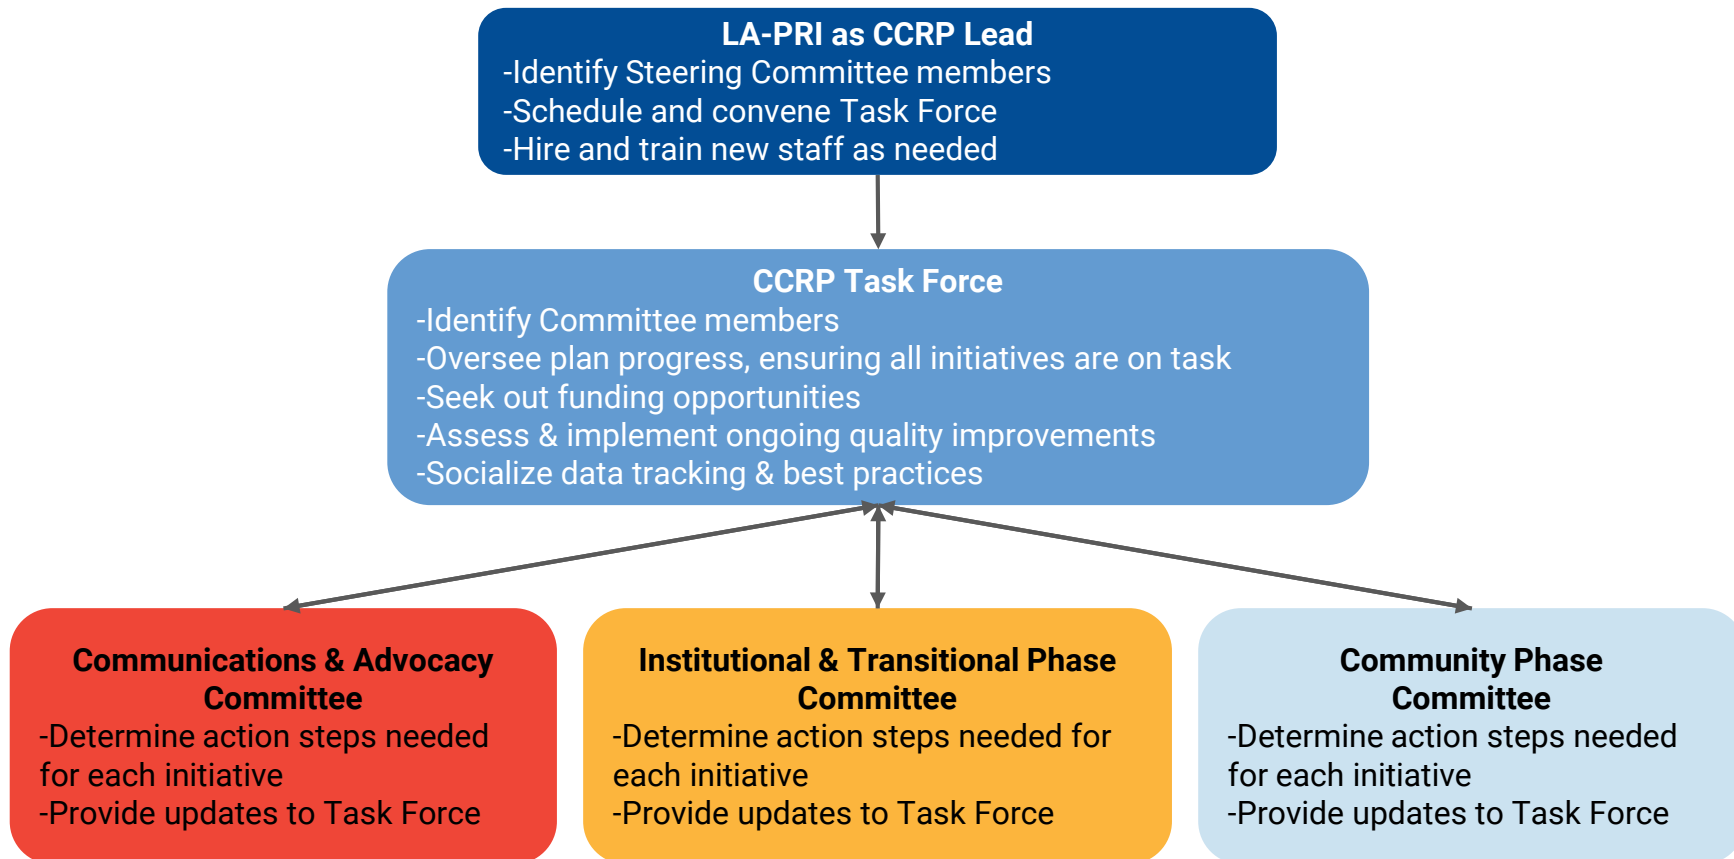 LA-PRI as CCRP Lead
-Identify Steering Committee members
-Schedule and convene Task Force
-Hire and train new staff as needed
CCRP Task Force
-Identify Committee members
-Oversee plan progress, ensuring all initiatives are on task
-Seek out funding opportunities
-Assess & implement ongoing quality improvements
-Socialize data tracking & best practices
Communications & Advocacy
Committee
-Determine action steps needed
for each initiative
-Provide updates to Task Force
Institutional & Transitional Phase
Committee
-Determine action steps needed for
each initiative
-Provide updates to Task Force
Community Phase
Committee
-Determine action steps needed
for each initiative
-Provide updates to Task Force